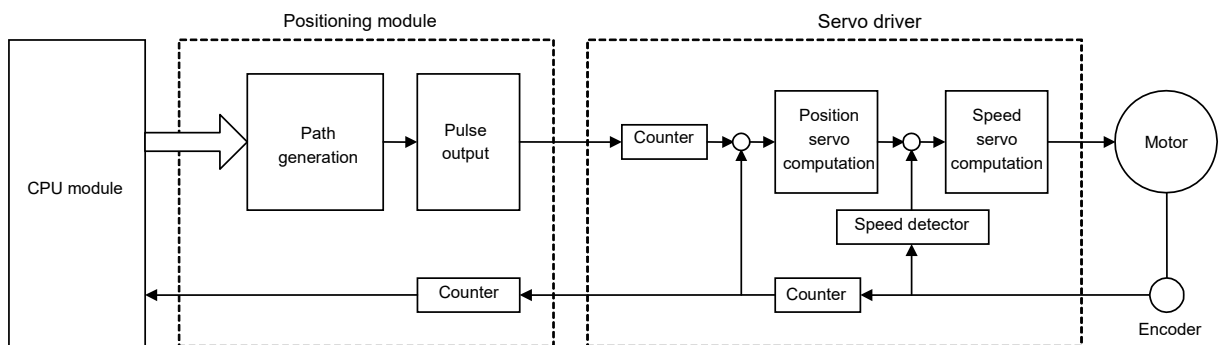 Positioning module
Servo driver
CPU module
Path
generation
Pulse
output
Counter
Position
servo
computation
Speed
servo
computation
Motor
Speed detector
Counter
Counter
Encoder